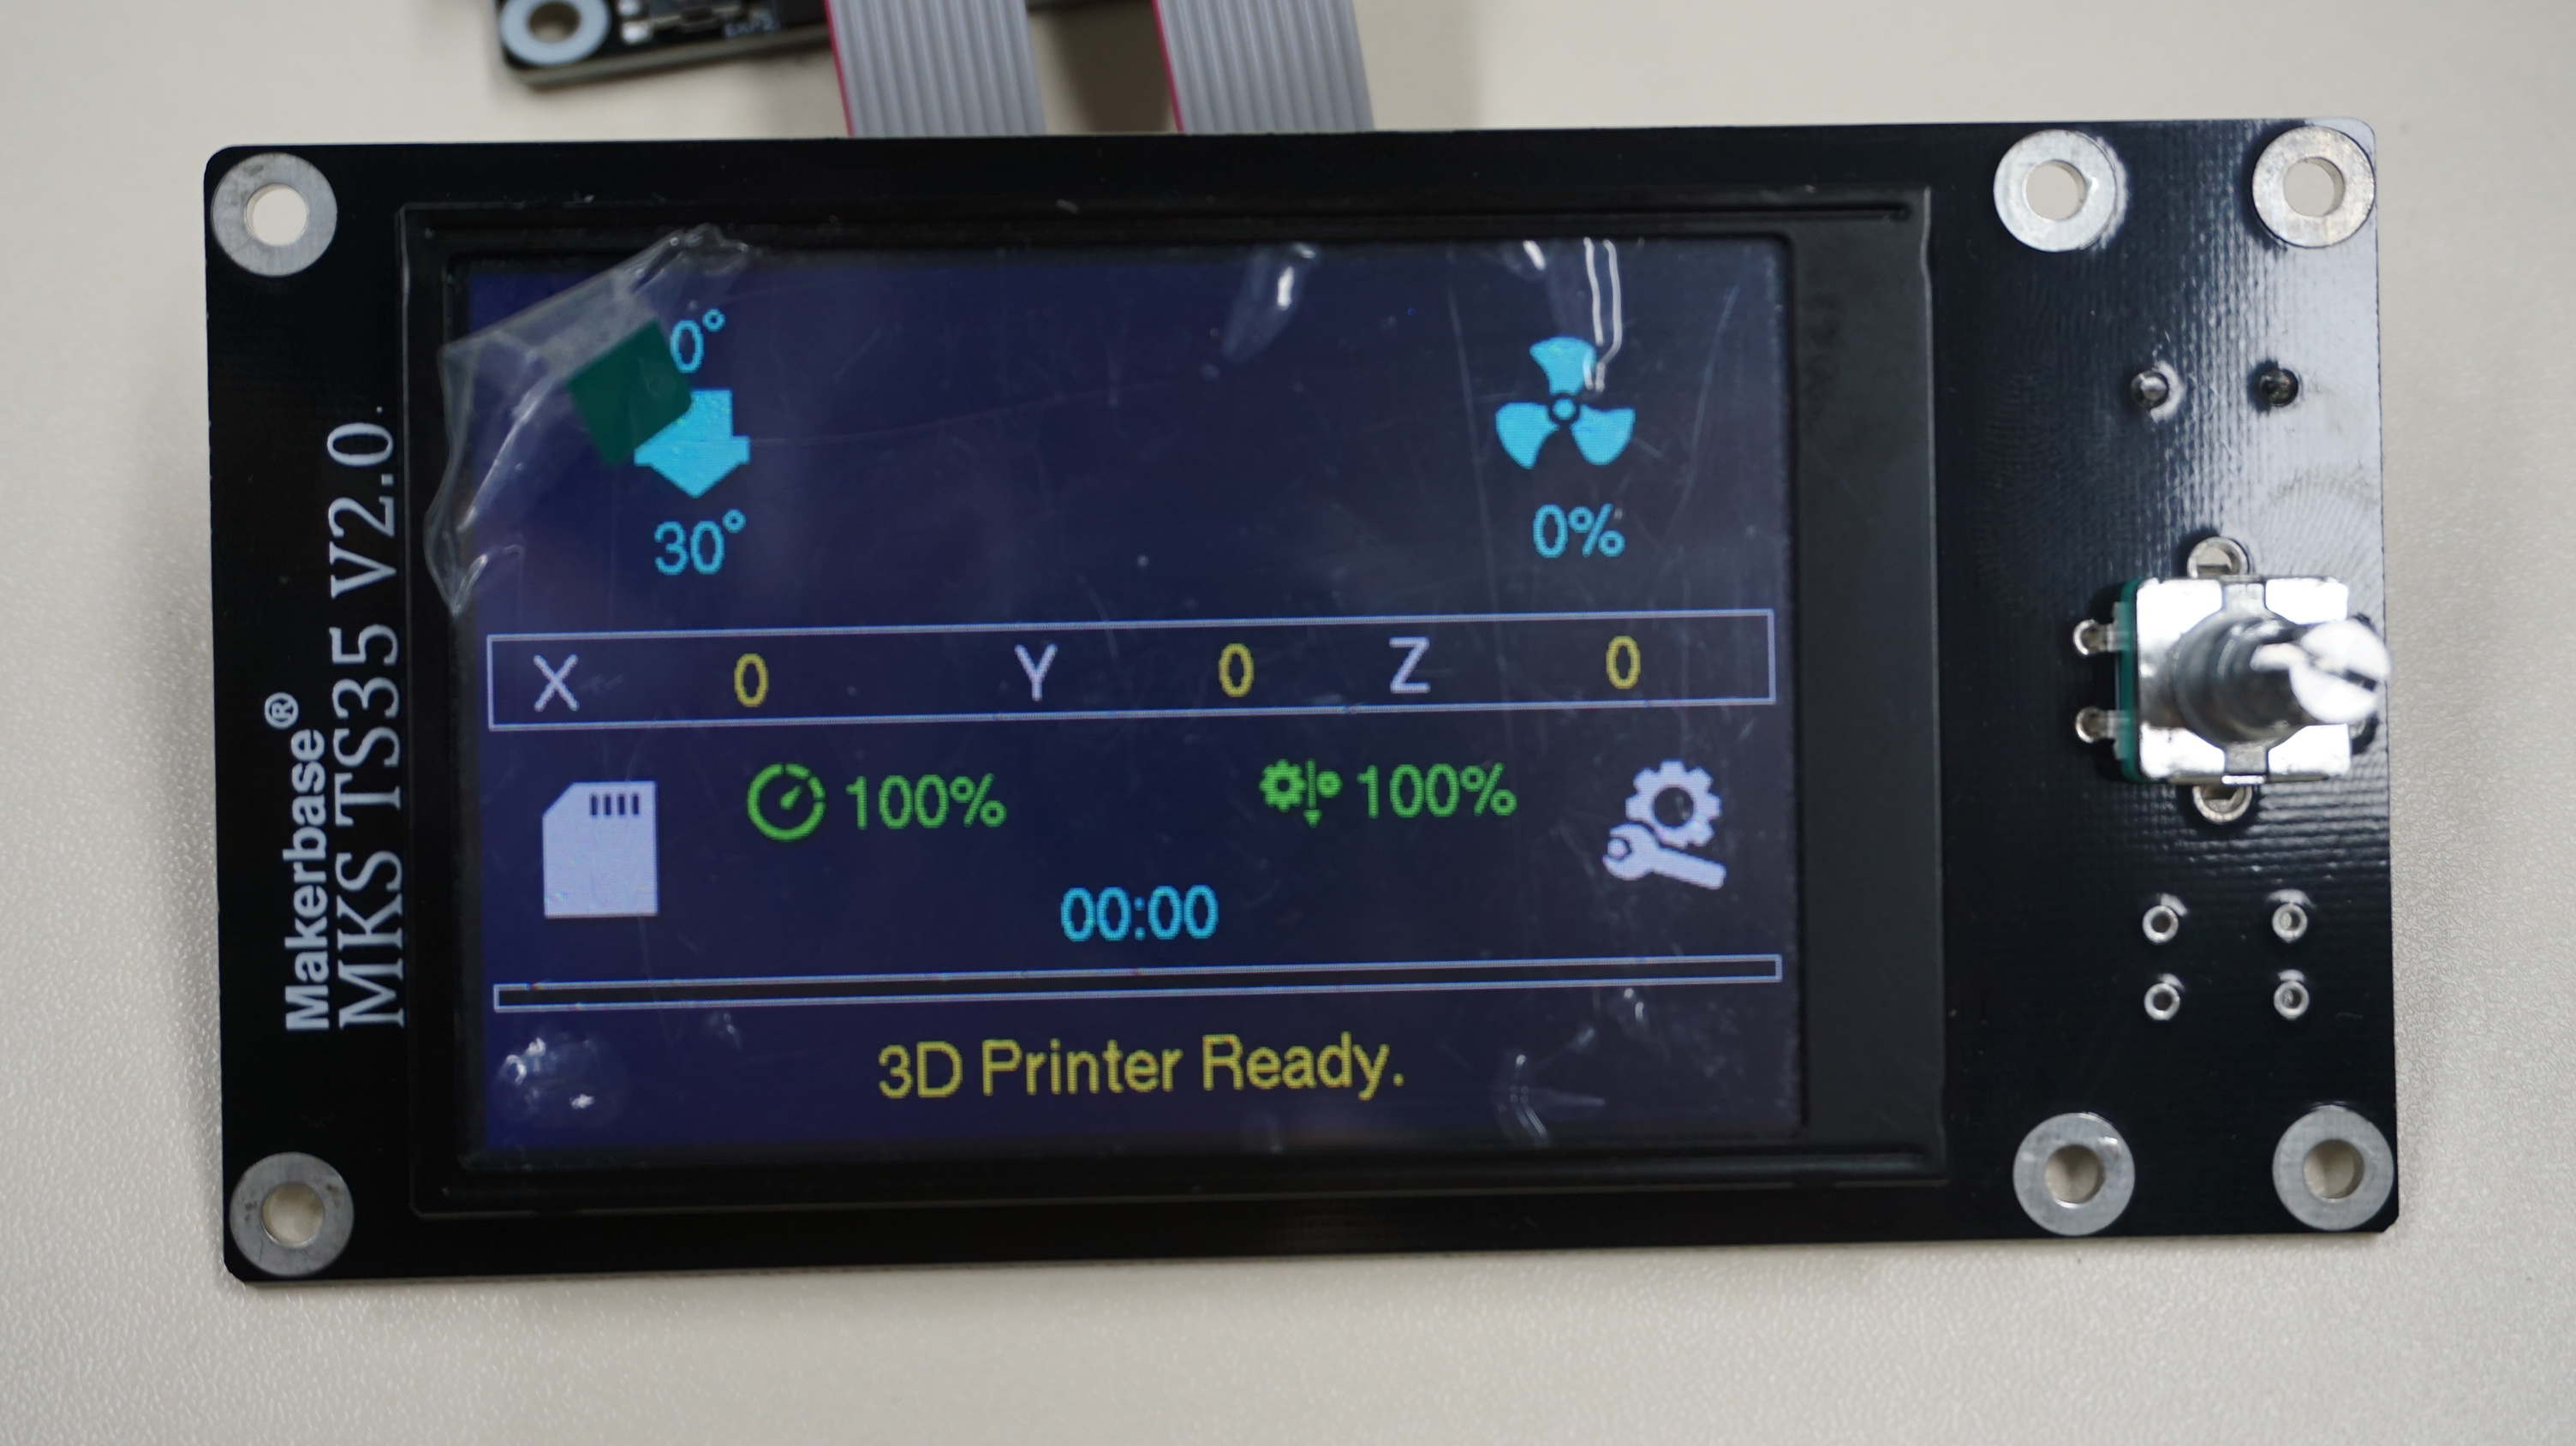 Makerbase®
MKS TS35 V2.0
0°
30°
0%
X 0 Y 0 Z 0
100% 100%
00:00
3D Printer Ready.